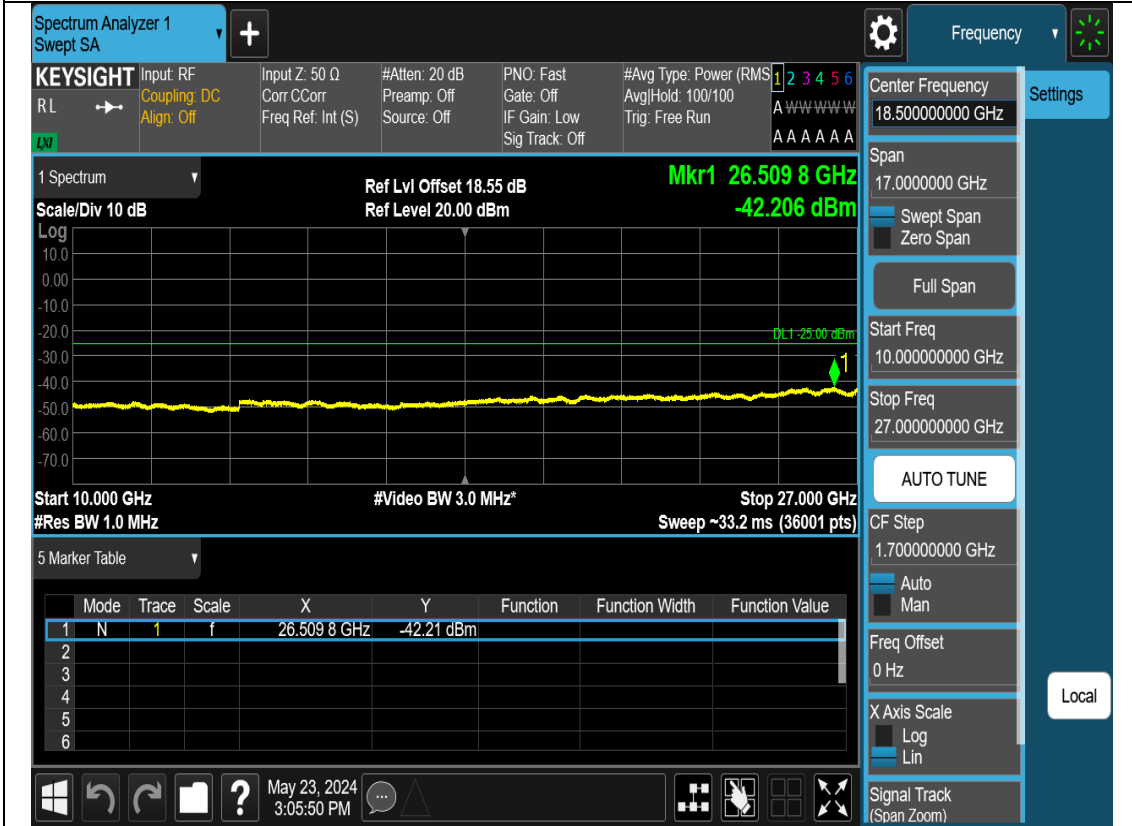 Spectrum Analyzer 1
Swept SA
+
Frequency
KEYSIGHT
RL
LXI
Input: RF
Coupling: DC
Align: Off
Input Z: 50 Ω
Corr CCorr
Freq Ref: Int (S)
#Atten: 20 dB
Preamp: Off
Source: Off
PNO: Fast
Gate: Off
IF Gain: Low
Sig Track: Off
#Avg Type: Power (RMS
Avg|Hold: 100/100
Trig: Free Run
1 2 3 4 5 6
A W W W W W
A A A A A A
1 Spectrum
Scale/Div 10 dB
Ref Lvl Offset 18.55 dB
Ref Level 20.00 dBm
Mkr1 26.509 8 GHz
-42.206 dBm
Log
10.0
0.00
-10.0
-20.0
-30.0
-40.0
-50.0
-60.0
-70.0
DL1 -25.00 dBm
1
Start 10.000 GHz
#Video BW 3.0 MHz*
Stop 27.000 GHz
#Res BW 1.0 MHz
Sweep ~33.2 ms (36001 pts)
5 Marker Table
Mode Trace Scale X Y Function Function Width Function Value
1 N 1 f 26.509 8 GHz -42.21 dBm
2
3
4
5
6
?
May 23, 2024
3:05:50 PM
Center Frequency
18.500000000 GHz
Settings
Span
17.0000000 GHz
Swept Span
Zero Span
Full Span
Start Freq
10.000000000 GHz
Stop Freq
27.000000000 GHz
AUTO TUNE
CF Step
1.700000000 GHz
Auto
Man
Freq Offset
0 Hz
X Axis Scale
Log
Lin
Local
Signal Track
(Span Zoom)